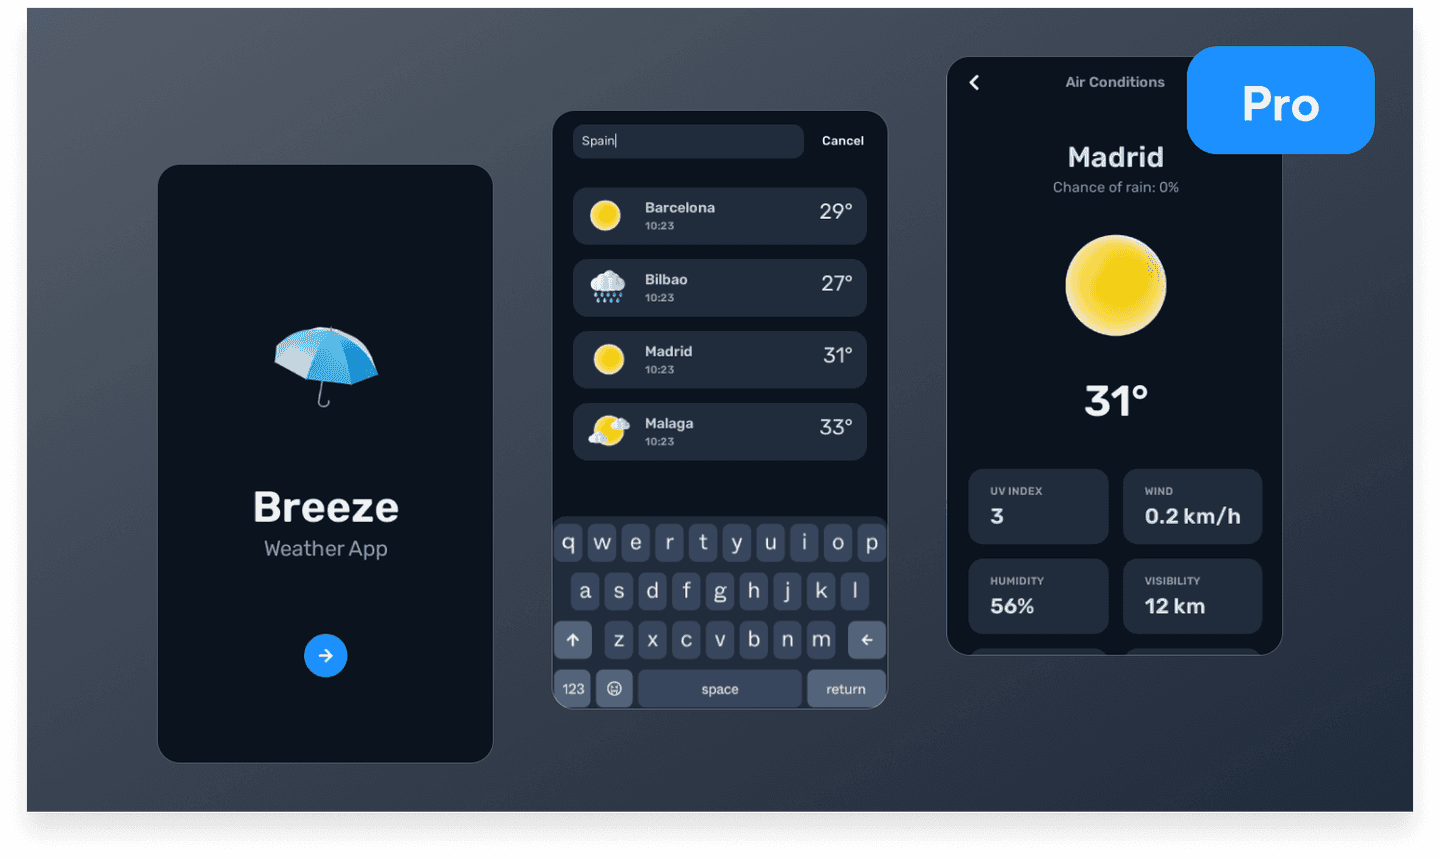 Breeze
Weather App
Spain
Cancel
Barcelona
10:23
29°
Bilbao
10:23
27°
Madrid
10:23
31°
Malaga
10:23
33°
q w e r t y u i o p
a s d f g h j k l
z x c v b n m
123 space return
Air Conditions
Pro
Madrid
Chance of rain: 0%
31°
UV INDEX
3
WIND
0.2 km/h
HUMIDITY
56%
VISIBILITY
12 km